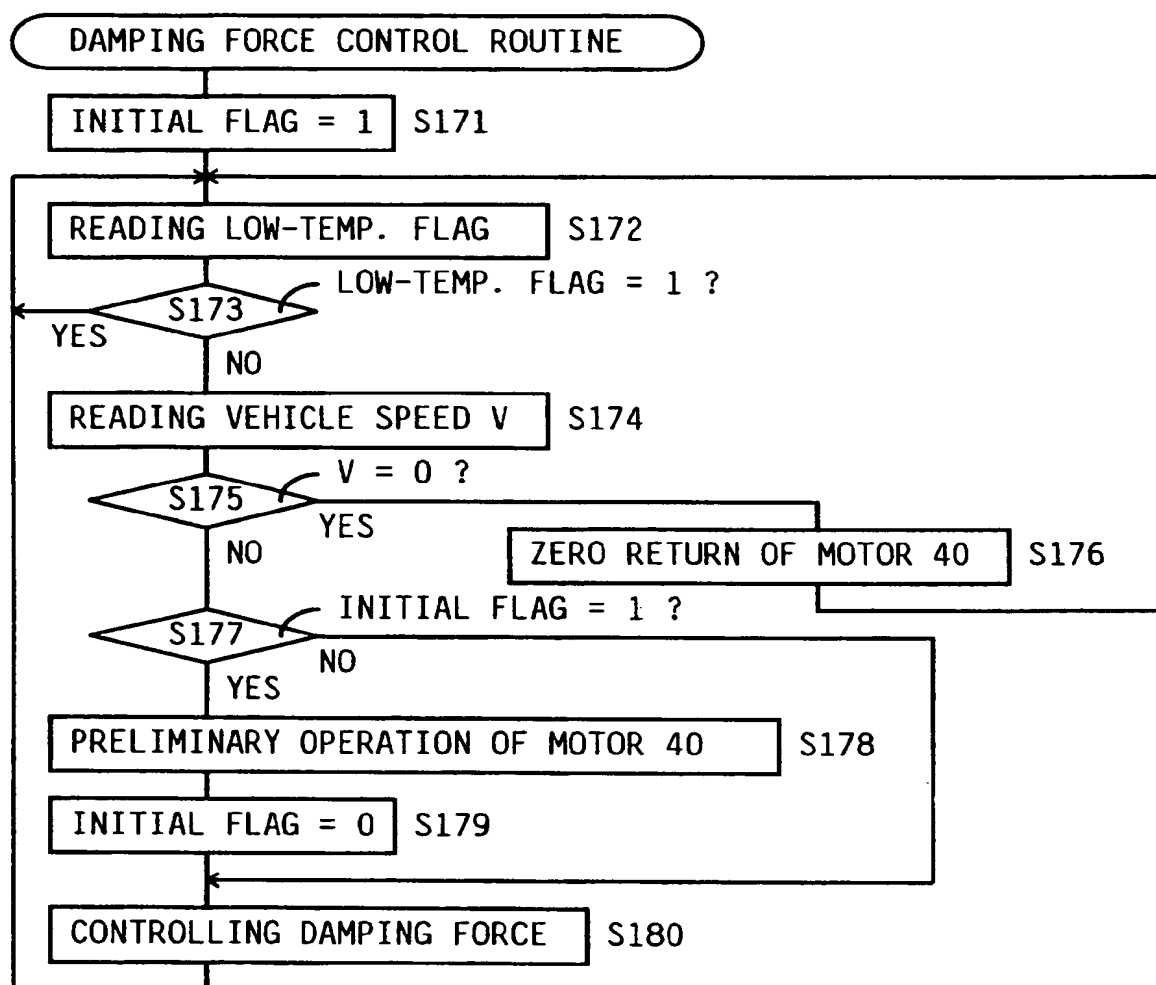 DAMPING FORCE CONTROL ROUTINE
INITIAL FLAG = 1 S171
READING LOW-TEMP. FLAG S172
LOW-TEMP. FLAG = 1 ?
S173
YES
NO
READING VEHICLE SPEED V S174
V = 0 ?
S175
YES
NO
ZERO RETURN OF MOTOR 40 S176
INITIAL FLAG = 1 ?
S177
NO
YES
PRELIMINARY OPERATION OF MOTOR 40 S178
INITIAL FLAG = 0 S179
CONTROLLING DAMPING FORCE S180